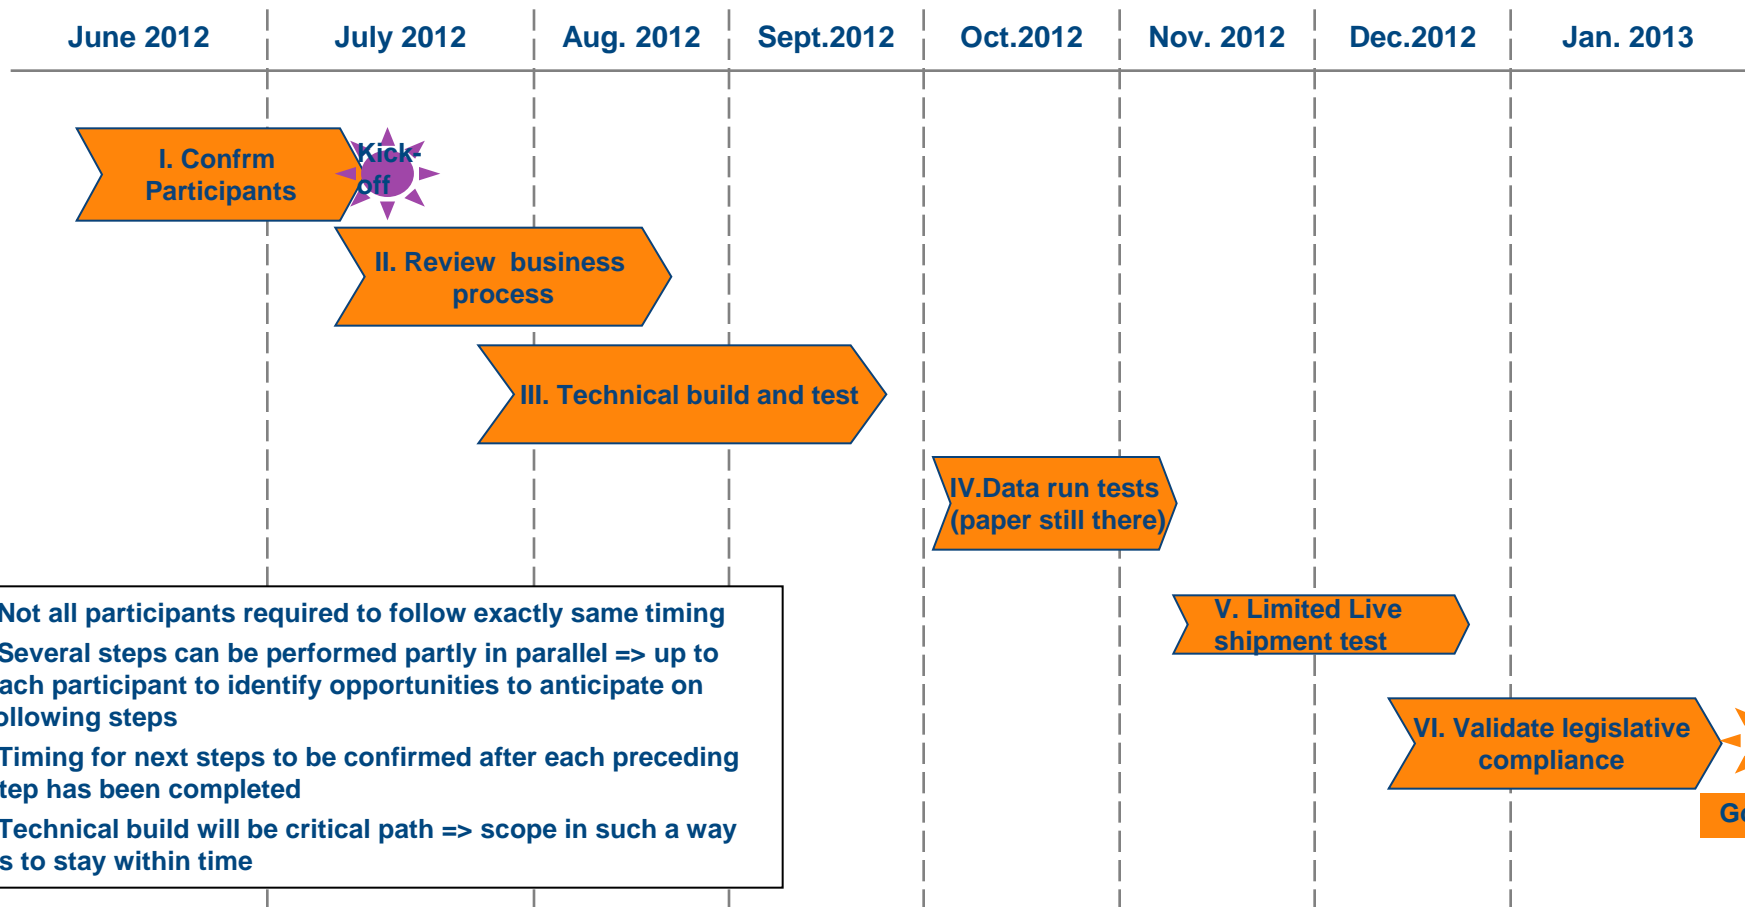 June 2012 July 2012 Aug. 2012 Sept.2012 Oct.2012 Nov. 2012 Dec.2012 Jan. 2013
I. Confrm
Participants
Kick-
off
II. Review business
process
III. Technical build and test
IV.Data run tests
(paper still there)
V. Limited Live
shipment test
VI. Validate legislative
compliance
Not all participants required to follow exactly same timing
Several steps can be performed partly in parallel => up to
ach participant to identify opportunities to anticipate on
ollowing steps
Timing for next steps to be confirmed after each preceding
tep has been completed
Technical build will be critical path => scope in such a way
s to stay within time